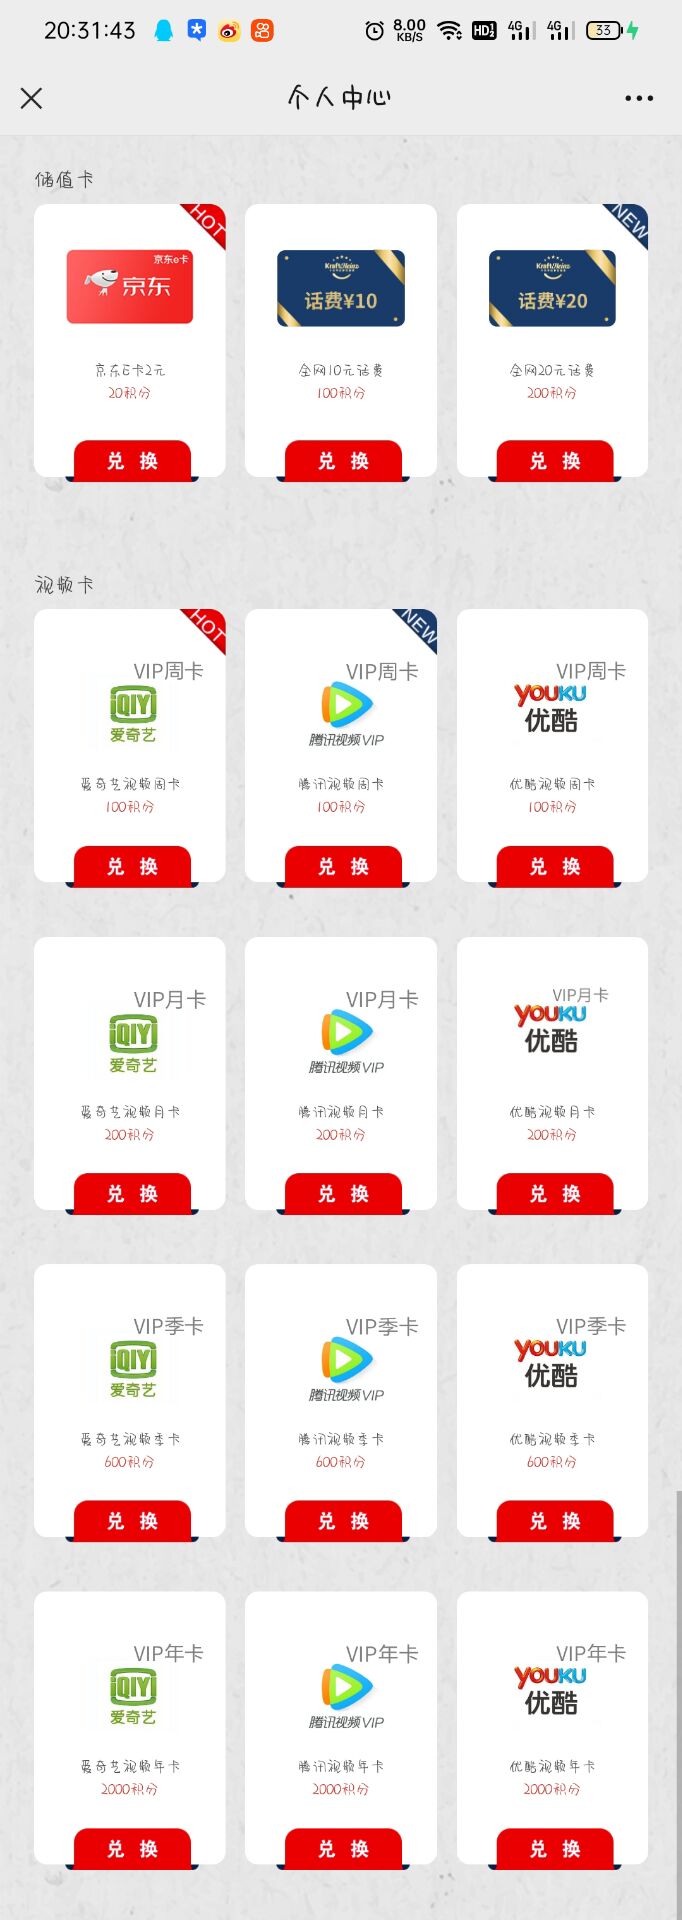 20:31:43
8.00
KB/S
HD
4G
4G
33
个人中心
储值卡
HOT
京东e卡
京东
京东E卡2元
20积分
兑 换
KraftHeinz
话费¥10
全网10元话费
100积分
兑 换
NEW
KraftHeinz
话费¥20
全网20元话费
200积分
兑 换
视频卡
HOT
VIP周卡
iQIYI
爱奇艺
爱奇艺视频周卡
100积分
兑 换
NEW
VIP周卡
腾讯视频VIP
腾讯视频周卡
100积分
兑 换
VIP周卡
YOUKU
优酷
优酷视频周卡
100积分
兑 换
VIP月卡
iQIYI
爱奇艺
爱奇艺视频月卡
200积分
兑 换
VIP月卡
腾讯视频VIP
腾讯视频月卡
200积分
兑 换
VIP月卡
YOUKU
优酷
优酷视频月卡
200积分
兑 换
VIP季卡
iQIYI
爱奇艺
爱奇艺视频季卡
600积分
兑 换
VIP季卡
腾讯视频VIP
腾讯视频季卡
600积分
兑 换
VIP季卡
YOUKU
优酷
优酷视频季卡
600积分
兑 换
VIP年卡
iQIYI
爱奇艺
爱奇艺视频年卡
2000积分
兑 换
VIP年卡
腾讯视频VIP
腾讯视频年卡
2000积分
兑 换
VIP年卡
YOUKU
优酷
优酷视频年卡
2000积分
兑 换